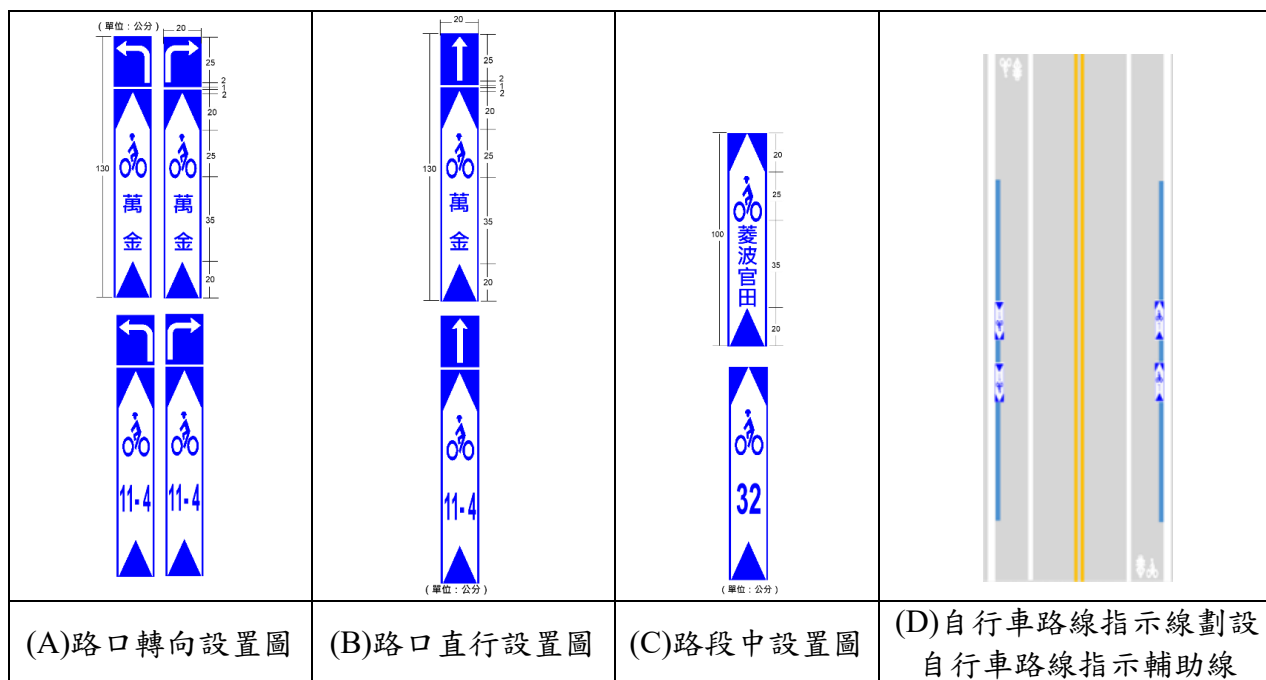 (單位:公分)
20
25
2
1
2
20
25
35
20
130
萬 萬
金 金
11-4 11-4
20
25
2
1
2
20
25
35
20
130
萬
金
11-4
(單位:公分)
20
25
35
20
100
菱波官田
32
(單位:公分)
(A)路口轉向設置圖
(B)路口直行設置圖
(C)路段中設置圖
(D)自行車路線指示線劃設
自行車路線指示輔助線